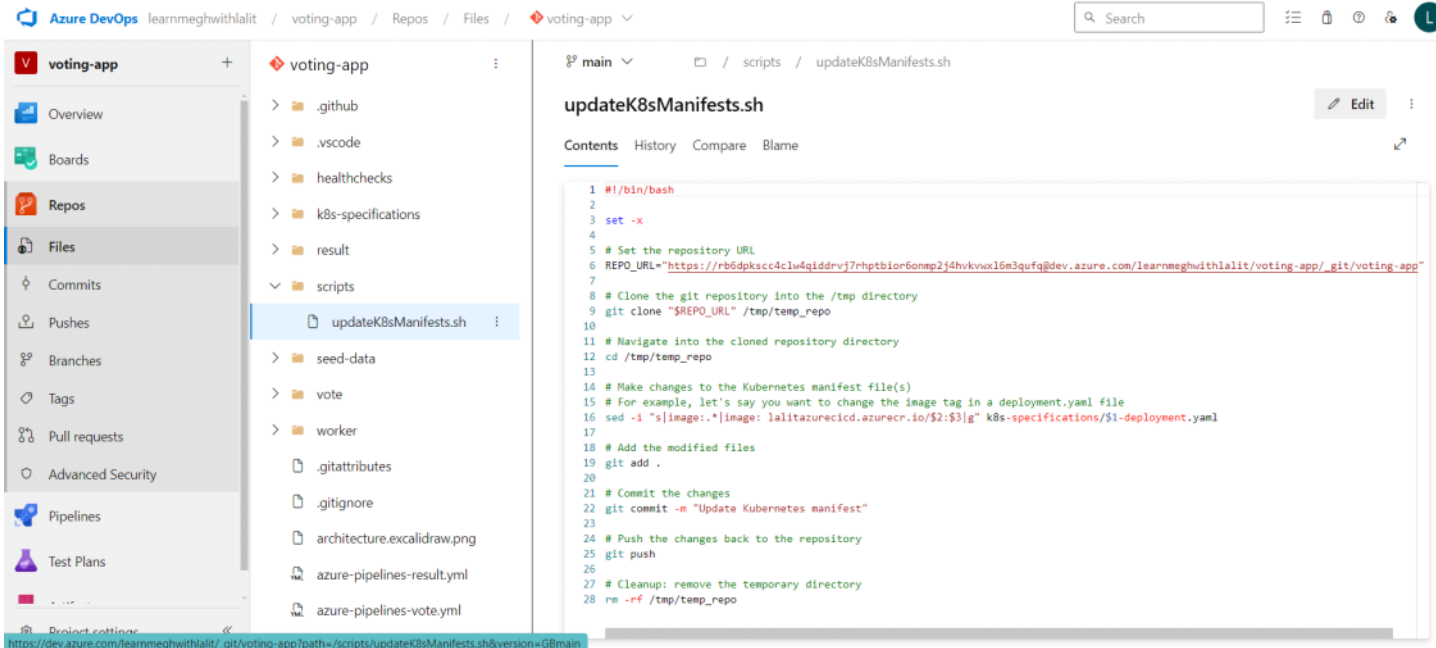 Azure DevOps learnmeghwithlalit / voting-app / Repos / Files / voting-app
Search
L
V voting-app +
Overview
Boards
Repos
Files
Commits
Pushes
Branches
Tags
Pull requests
Advanced Security
Pipelines
Test Plans
Project settings
voting-app
.github
.vscode
healthchecks
k8s-specifications
result
scripts
updateK8sManifests.sh
seed-data
vote
worker
.gitattributes
.gitignore
architecture.excalidraw.png
azure-pipelines-result.yml
azure-pipelines-vote.yml
main / scripts / updateK8sManifests.sh
updateK8sManifests.sh
Edit
Contents History Compare Blame
1 #!/bin/bash
2
3 set -x
4
5 # Set the repository URL
6 REPO_URL="https://rb6dpkscc4clw4qiddrvj7rhptbior6onmp2j4hvkvwxl6m3qufq@dev.azure.com/learnmeghwithlalit/voting-app/_git/voting-app"
7
8 # Clone the git repository into the /tmp directory
9 git clone "$REPO_URL" /tmp/temp_repo
10
11 # Navigate into the cloned repository directory
12 cd /tmp/temp_repo
13
14 # Make changes to the Kubernetes manifest file(s)
15 # For example, let's say you want to change the image tag in a deployment.yaml file
16 sed -i "s|image:.*|image: lalitazurecicd.azurecr.io/$2:$3|g" k8s-specifications/$1-deployment.yaml
17
18 # Add the modified files
19 git add .
20
21 # Commit the changes
22 git commit -m "Update Kubernetes manifest"
23
24 # Push the changes back to the repository
25 git push
26
27 # Cleanup: remove the temporary directory
28 rm -rf /tmp/temp_repo
https://dev.azure.com/learnmeghwithlalit/_git/voting-app?path=/scripts/updateK8sManifests.sh&version=GBmain